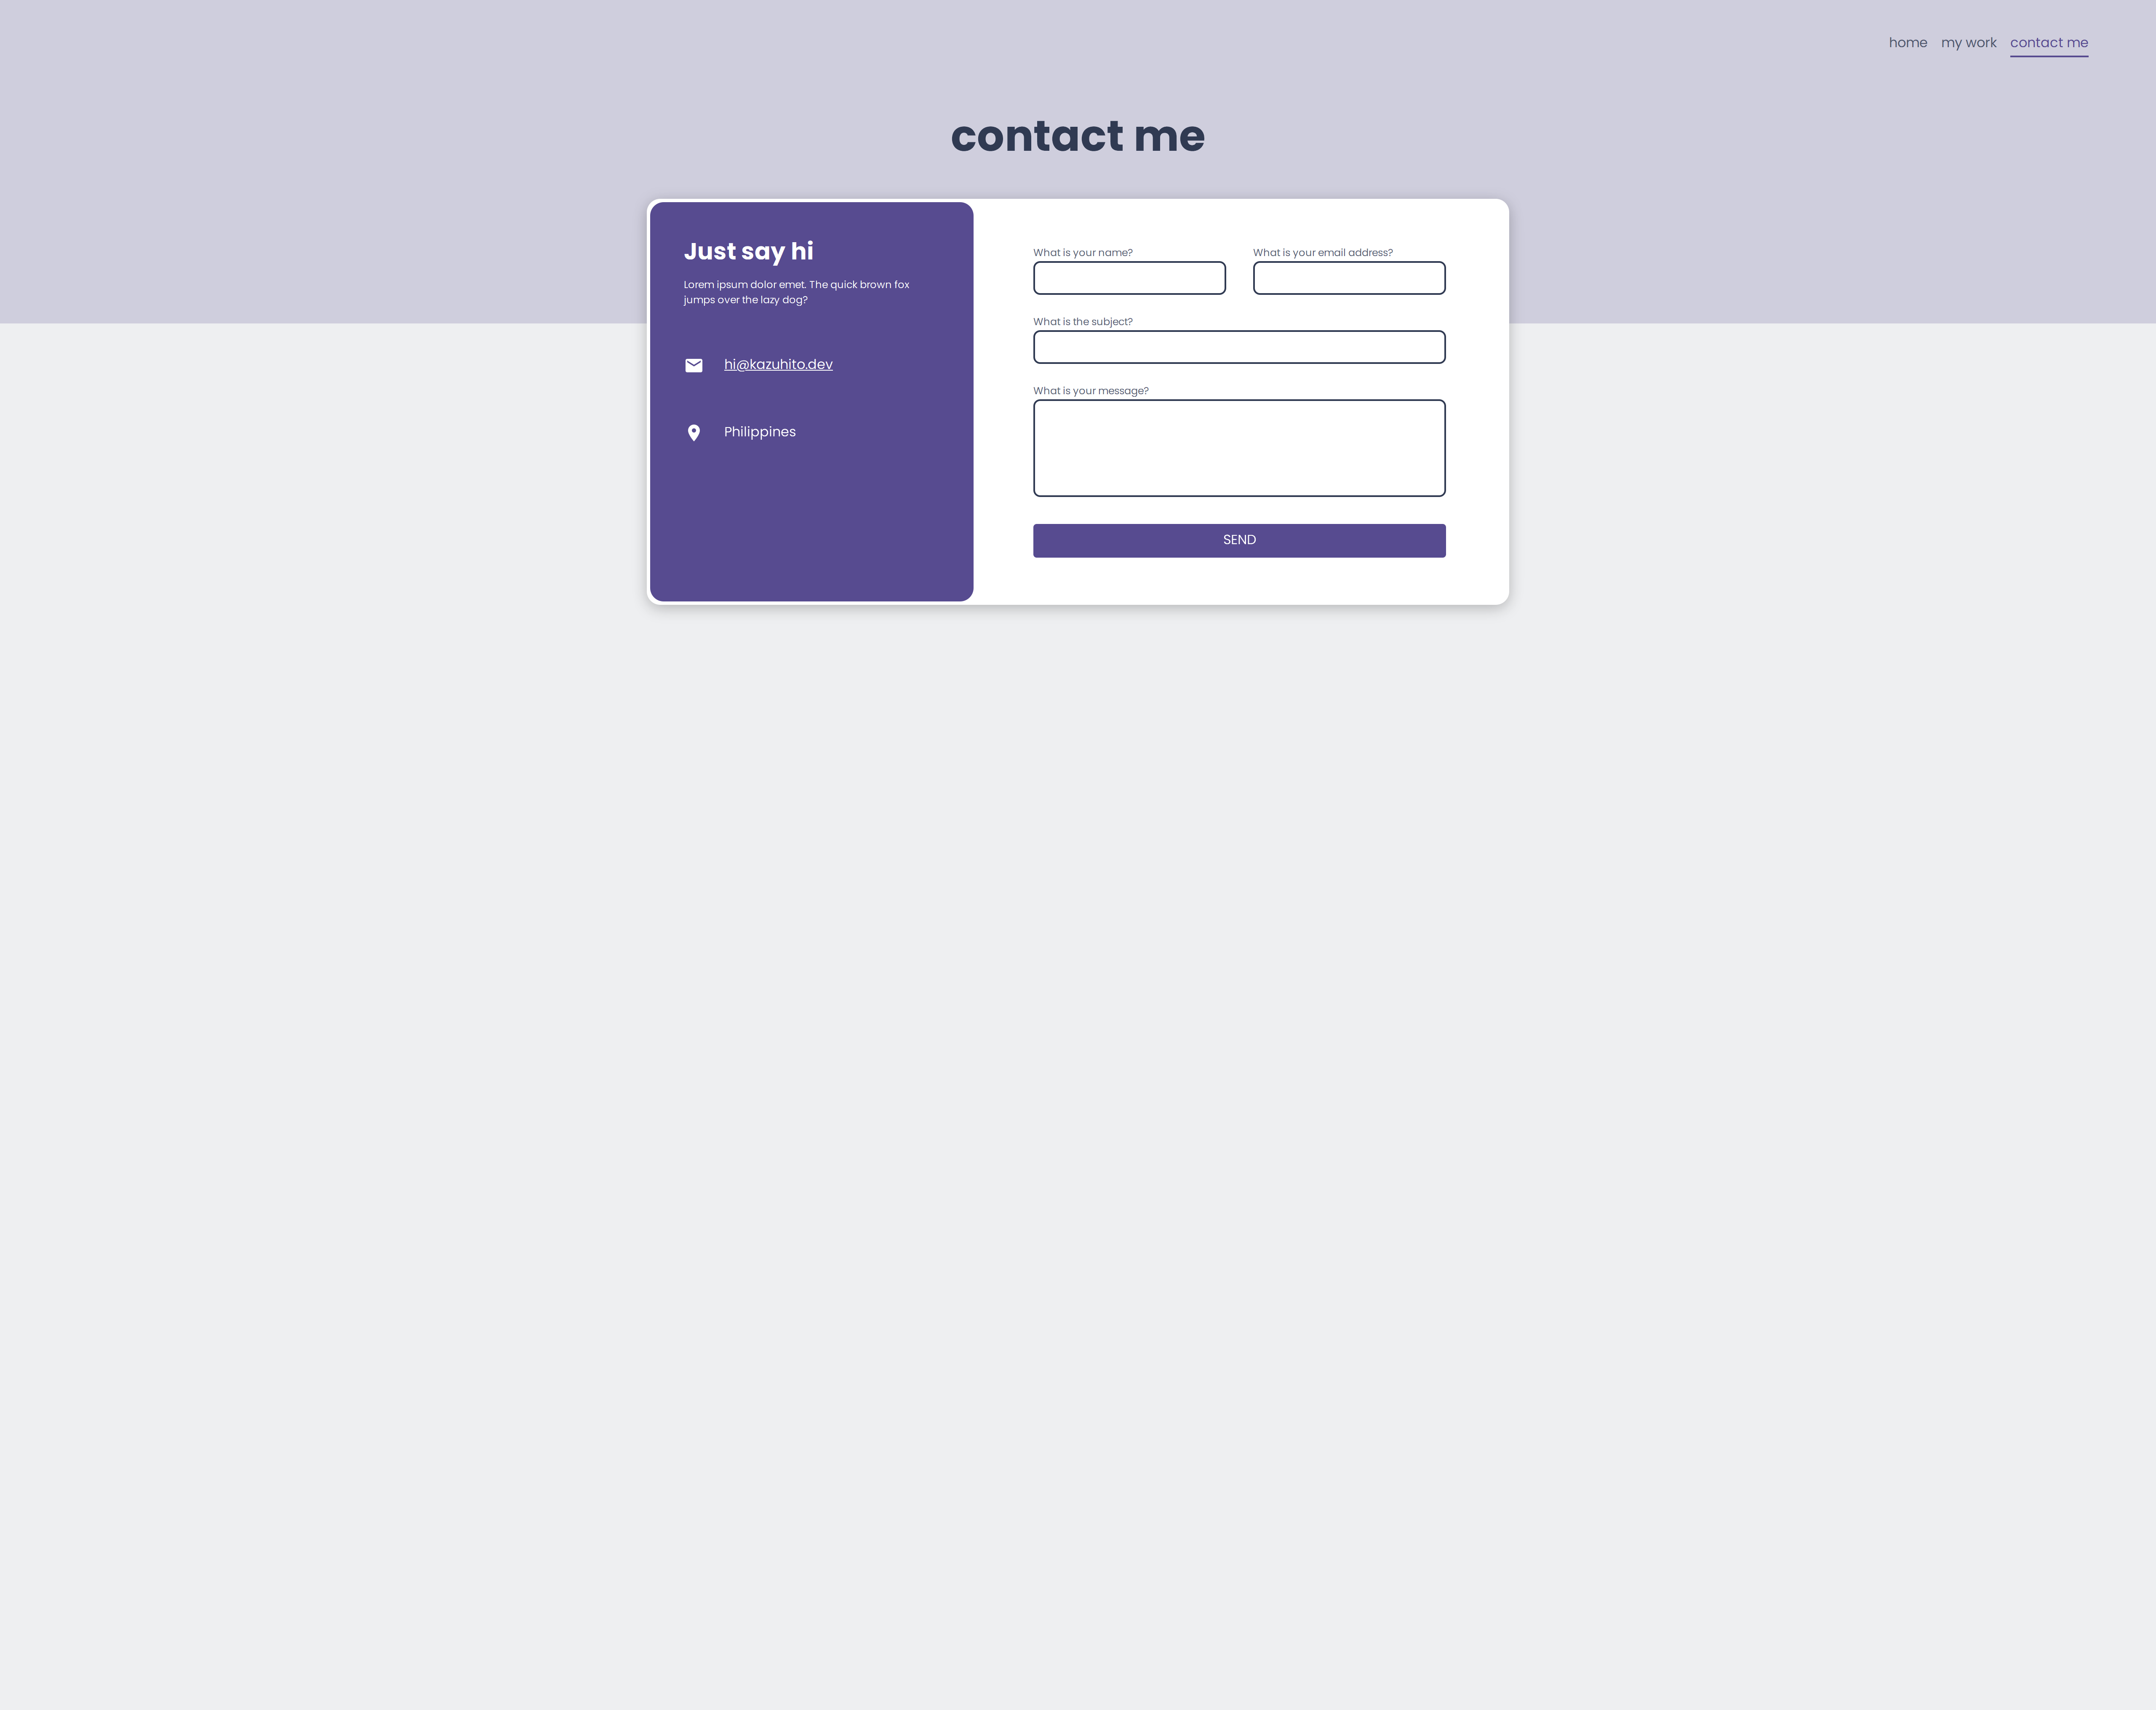 home
my work
contact me
contact me
Just say hi
Lorem ipsum dolor emet. The quick brown fox
jumps over the lazy dog?
hi@kazuhito.dev
Philippines
What is your name?
What is your email address?
What is the subject?
What is your message?
SEND